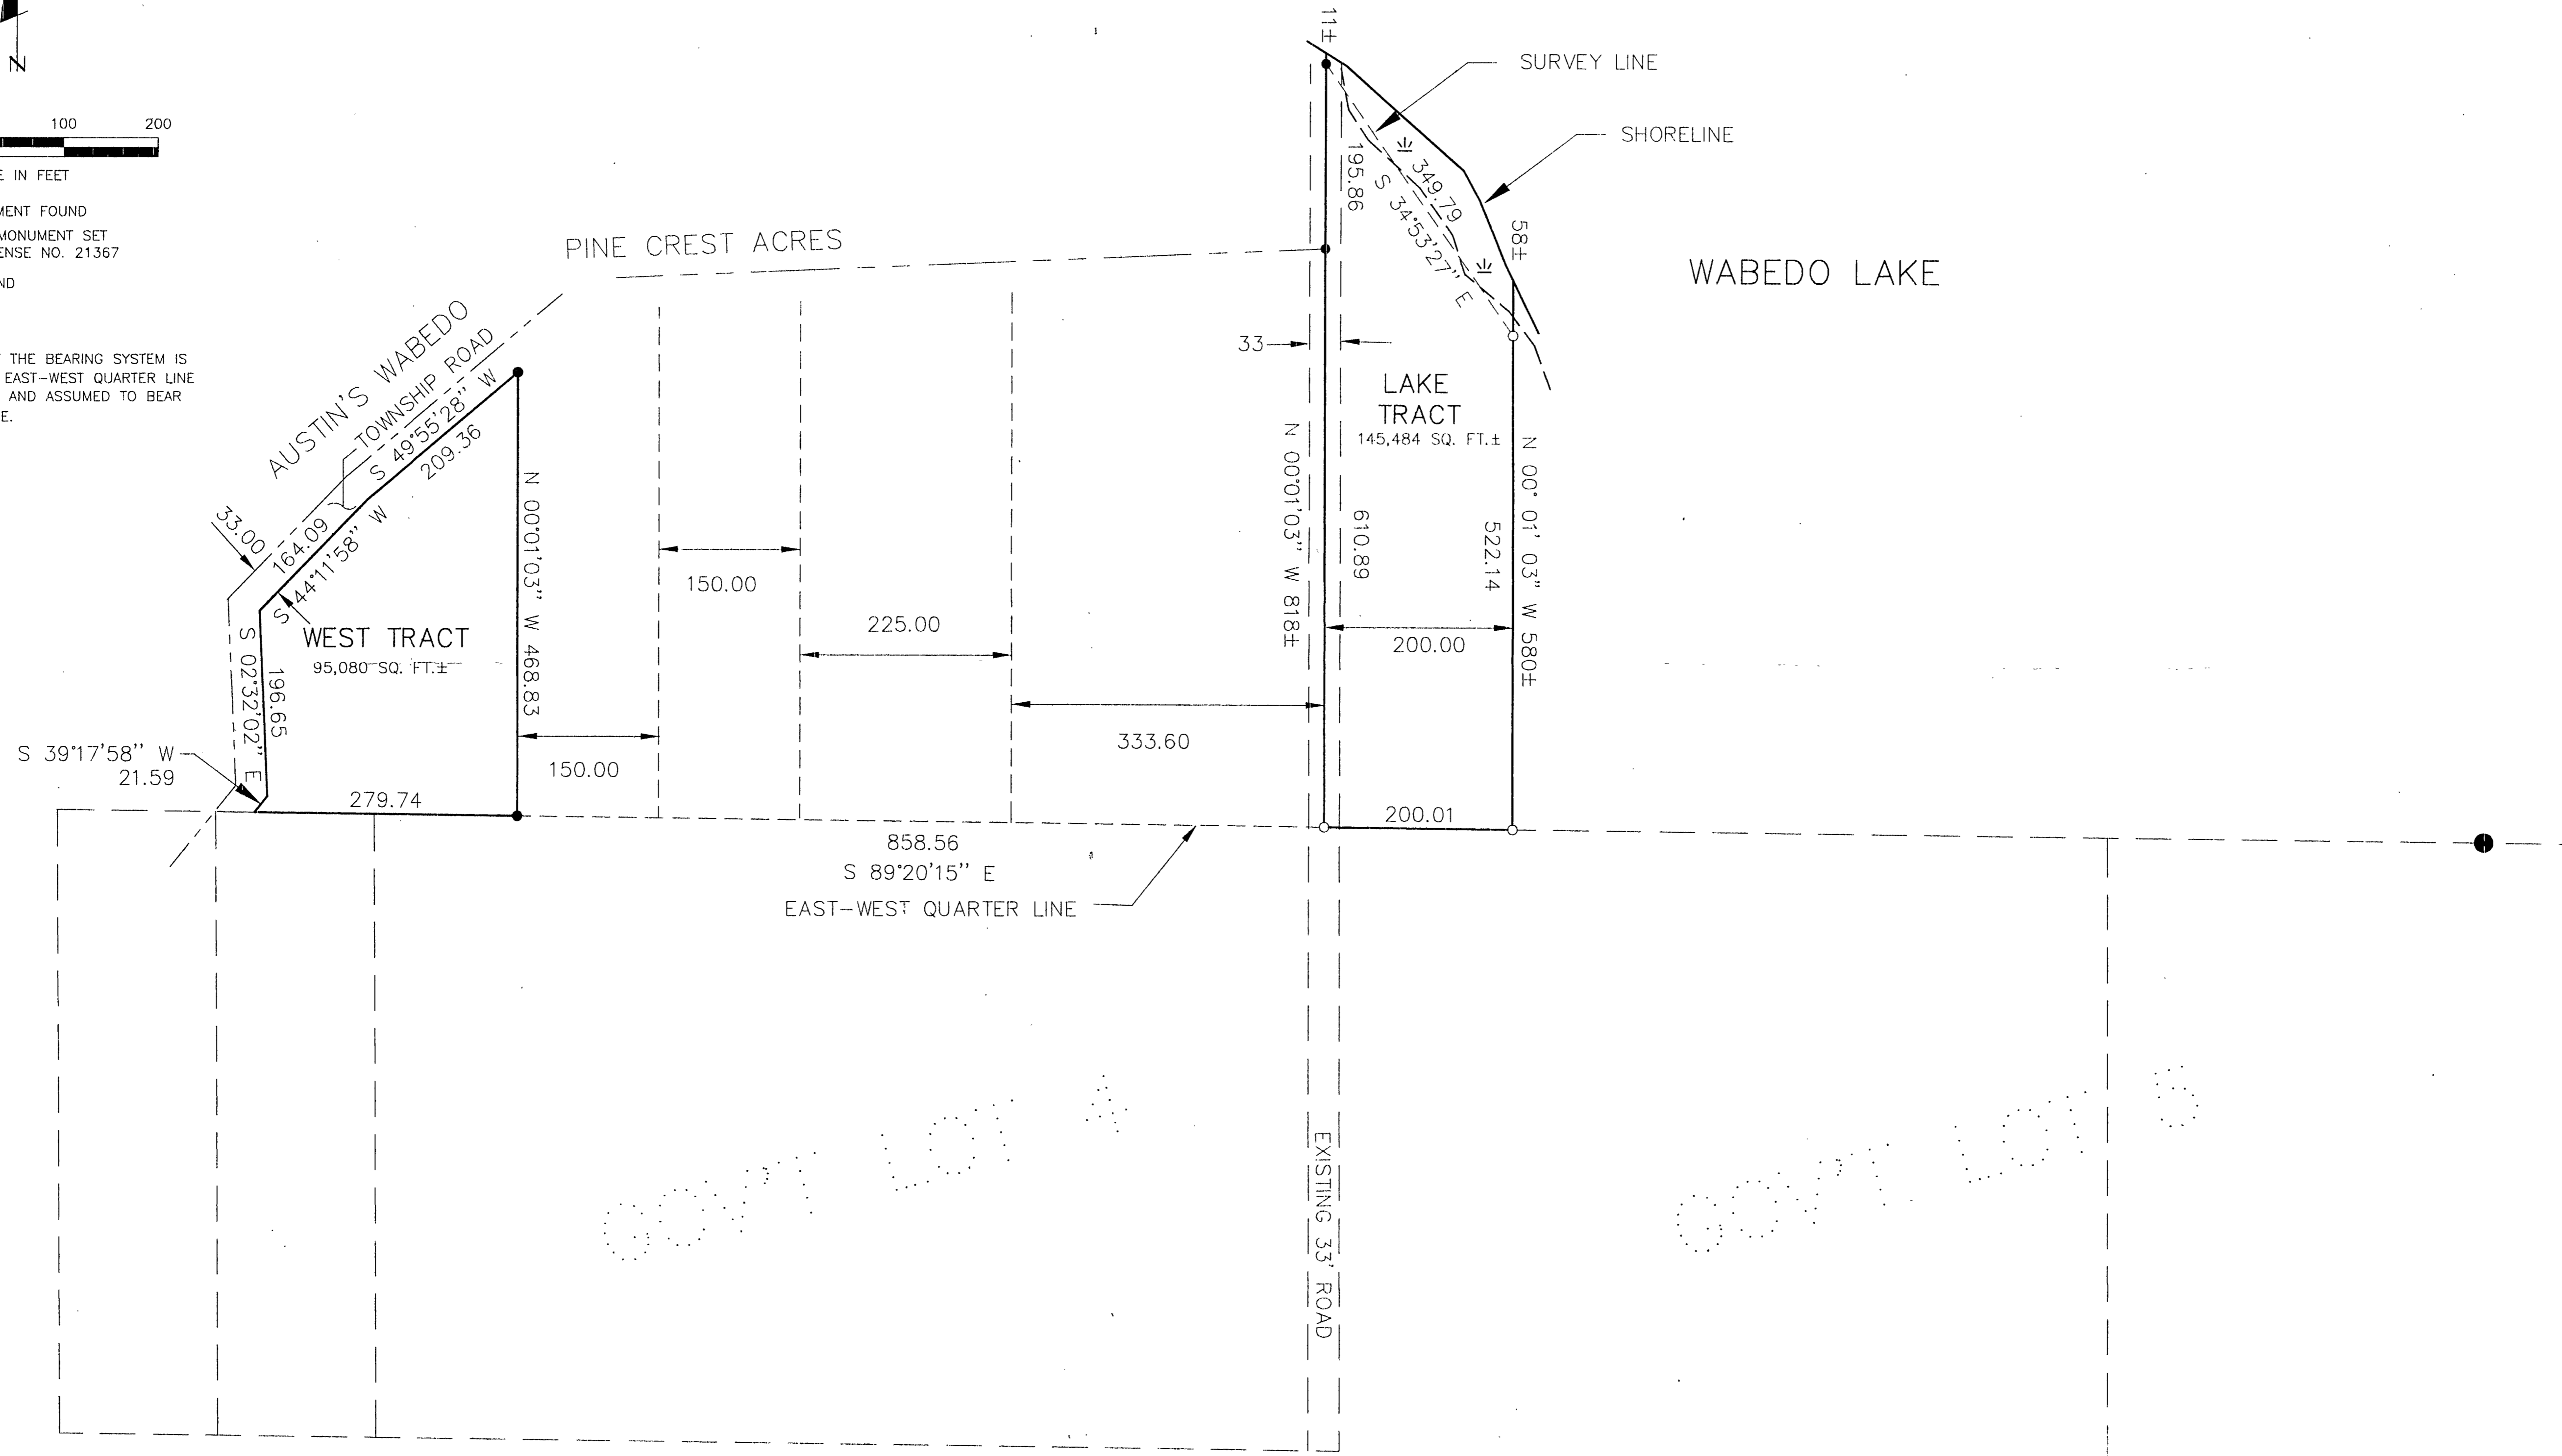 N
100 200
E IN FEET
MENT FOUND
MONUMENT SET
ENSE NO. 21367
ND
THE BEARING SYSTEM IS
EAST-WEST QUARTER LINE
AND ASSUMED TO BEAR
E.
11±
SURVEY LINE
SHORELINE
195.86
349.79
S 34°53'27" E
58±
WABEDO LAKE
PINE CREST ACRES
AUSTIN'S WABEDO
TOWNSHIP ROAD
S 49°55'28" W
209.36
33.00
164.09
S 44°11'58" W
WEST TRACT
95,080 SQ. FT.±
S 02°32'02" E
196.65
S 39°17'58" W
21.59
279.74
N 00°01'03" W 468.83
150.00
150.00
225.00
333.60
33
LAKE
TRACT
145,484 SQ. FT.±
N 00°01'03" W 818±
610.89
522.14
N 00° 01' 03" W 580±
200.00
200.01
858.56
S 89°20'15" E
EAST-WEST QUARTER LINE
EXISTING 33' ROAD
GOV'T LOT 4
GOV'T LOT 5